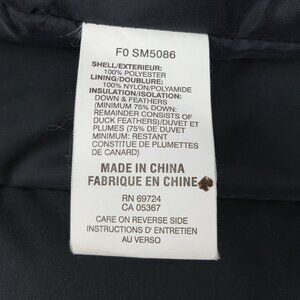 F0 SM5086
SHELL/EXTERIEUR:
100% POLYESTER
LINING/DOUBLURE:
100% NYLON/POLYAMIDE
INSULATION/ISOLATION:
DOWN & FEATHERS
(MINIMUM 75% DOWN:
REMAINDER CONSISTS OF
DUCK FEATHERS)/DUVET ET
PLUMES (75% DE DUVET
MINIMUM: RESTANT
CONSTITUE DE PLUMETTES
DE CANARD)
MADE IN CHINA
FABRIQUE EN CHINE
RN 69724
CA 05367
CARE ON REVERSE SIDE
INSTRUCTIONS D' ENTRETIEN
AU VERSO